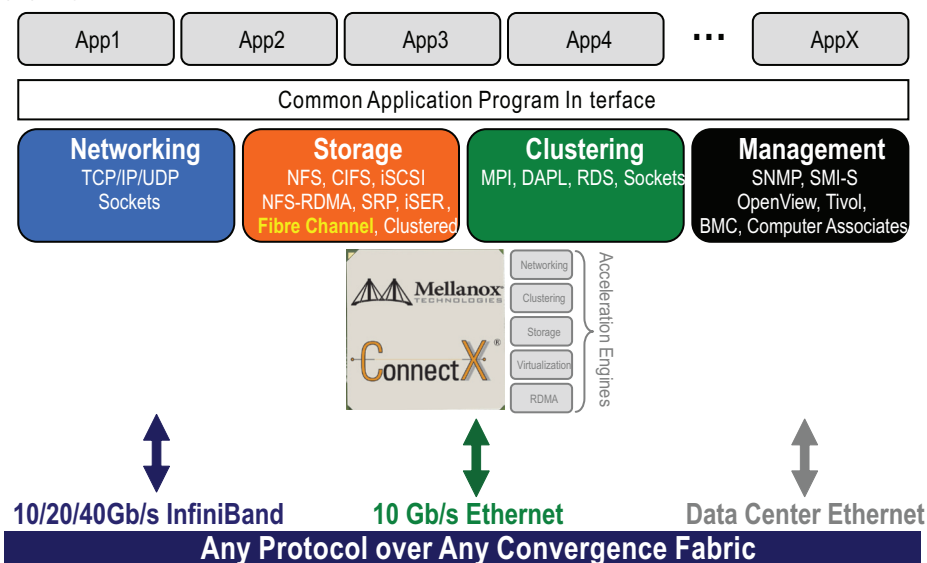 App1 App2 App3 App4 ... AppX
Common Application Program In terface
Networking
TCP/IP/UDP
Sockets
Storage
NFS, CIFS, iSCSI
NFS-RDMA, SRP, iSER,
Fibre Channel, Clustered
Clustering
MPI, DAPL, RDS, Sockets
Management
SNMP, SMI-S
OpenView, Tivol
BMC, Computer Associates
Mellanox
TECHNOLOGIES
ConnectX®
Networking
Clustering
Storage
Virtualization
RDMA
Acceleration Engines
10/20/40Gb/s InfiniBand
10 Gb/s Ethernet
Data Center Ethernet
Any Protocol over Any Convergence Fabric